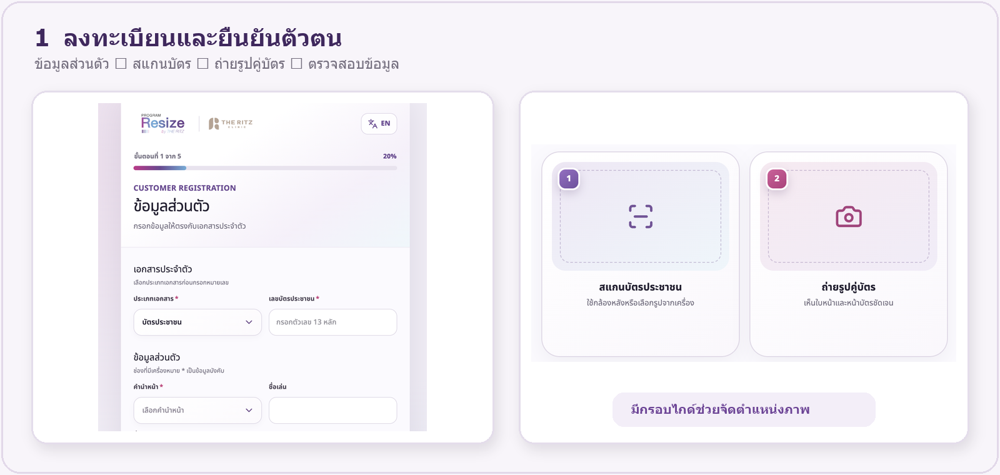 1 ลงทะเบียนและยืนยันตัวตน
ข้อมูลส่วนตัว □ สแกนบัตร □ ถ่ายรูปคู่บัตร □ ตรวจสอบข้อมูล
PROGRAM
Resize
by THE RITZ
THE RITZ
CLINIC
EN
ขั้นตอนที่ 1 จาก 5
20%
CUSTOMER REGISTRATION
ข้อมูลส่วนตัว
กรอกข้อมูลให้ตรงกับเอกสารประจำตัว
เอกสารประจำตัว
เลือกประเภทเอกสารก่อนกรอกหมายเลข
ประเภทเอกสาร *
เลขบัตรประชาชน *
บัตรประชาชน
กรอกตัวเลข 13 หลัก
ข้อมูลส่วนตัว
ช่องที่มีเครื่องหมาย * เป็นข้อมูลบังคับ
คำนำหน้า *
ชื่อเล่น
เลือกคำนำหน้า
1
สแกนบัตรประชาชน
ใช้กล้องหลังหรือเลือกรูปจากเครื่อง
2
ถ่ายรูปคู่บัตร
เห็นใบหน้าและหน้าบัตรชัดเจน
มีกรอบไกด์ช่วยจัดตำแหน่งภาพ